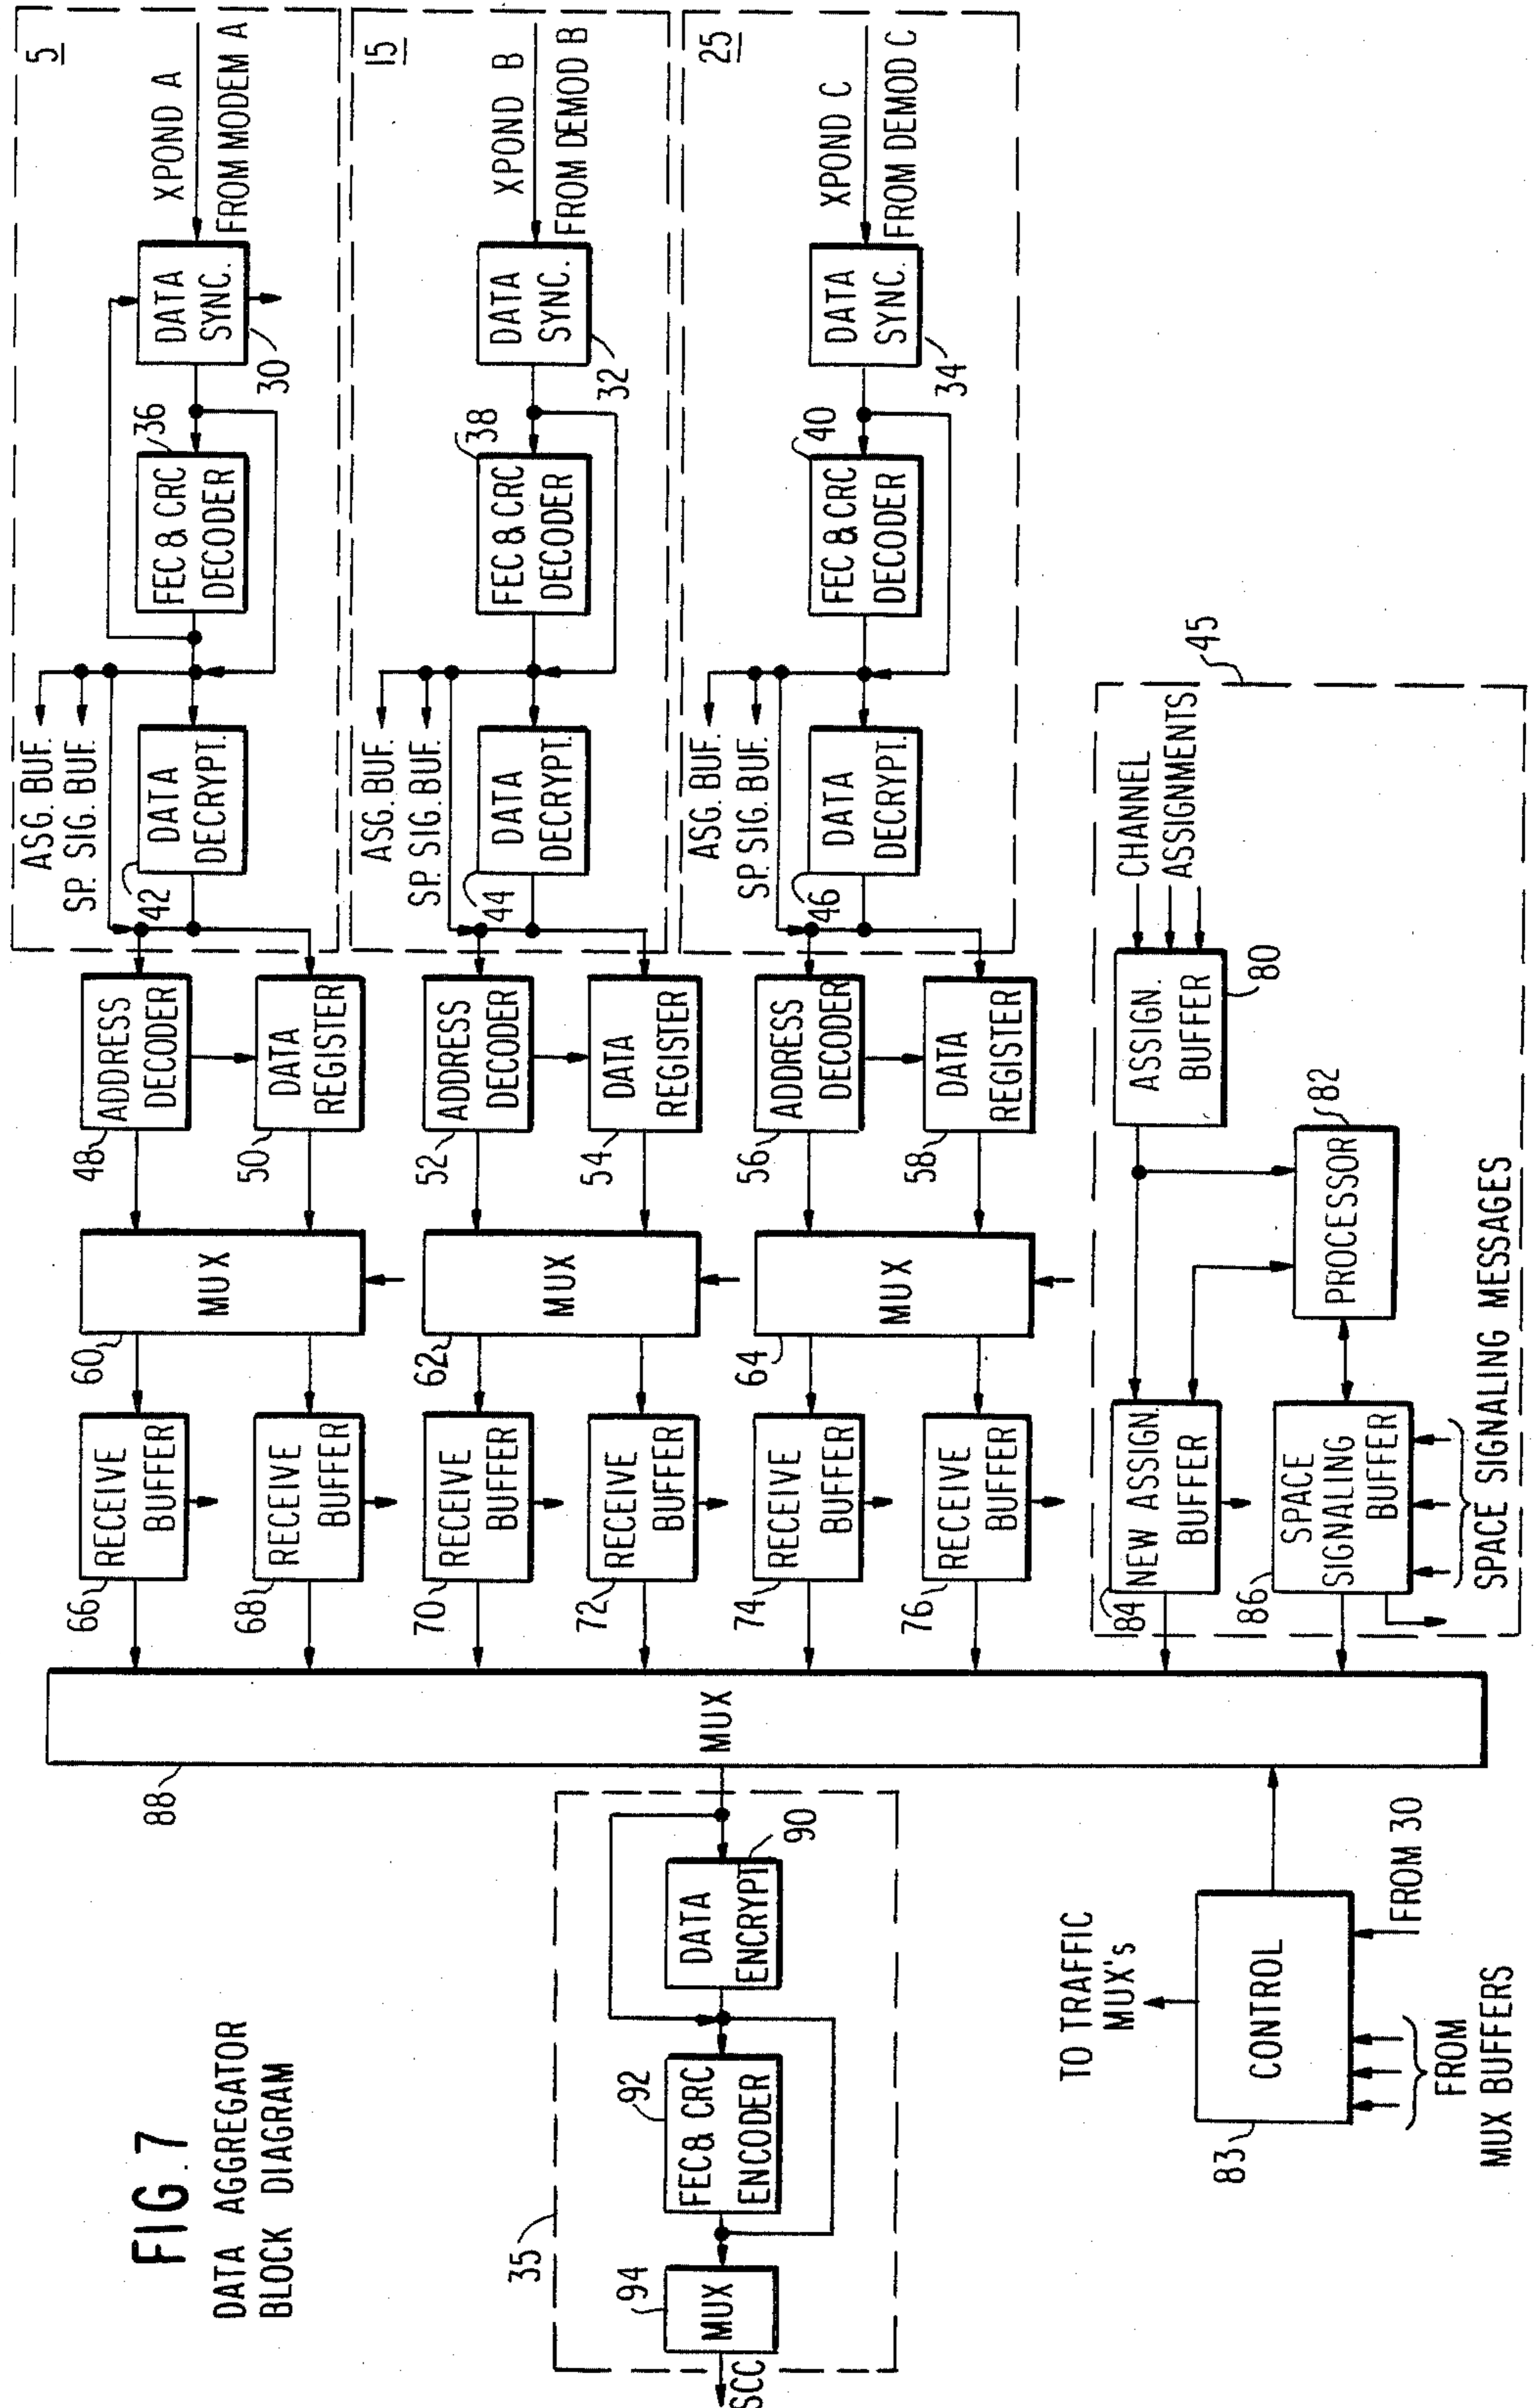 FIG. 7
DATA AGGREGATOR
BLOCK DIAGRAM
5
XPOND A
FROM MODEM A
DATA
SYNC.
30
36
FEC & CRC
DECODER
ASG. BUF.
SP. SIG. BUF.
DATA
DECRYPT.
42
15
XPOND B
FROM DEMOD B
DATA
SYNC.
32
38
FEC & CRC
DECODER
ASG. BUF.
SP. SIG. BUF.
DATA
DECRYPT.
44
25
XPOND C
FROM DEMOD C
DATA
SYNC.
34
40
FEC & CRC
DECODER
ASG. BUF.
SP. SIG. BUF.
DATA
DECRYPT.
46
ADDRESS
DECODER
48
DATA
REGISTER
50
ADDRESS
DECODER
52
DATA
REGISTER
54
ADDRESS
DECODER
56
DATA
REGISTER
58
MUX
60
MUX
62
MUX
64
RECEIVE
BUFFER
66
RECEIVE
BUFFER
68
RECEIVE
BUFFER
70
RECEIVE
BUFFER
72
RECEIVE
BUFFER
74
RECEIVE
BUFFER
76
45
CHANNEL
ASSIGNMENTS
ASSIGN.
BUFFER
80
PROCESSOR
82
NEW ASSIGN.
BUFFER
84
SPACE
SIGNALING
BUFFER
86
SPACE SIGNALING MESSAGES
MUX
88
35
DATA
ENCRYPT
90
FEC & CRC
ENCODER
92
MUX
94
SCC
TO TRAFFIC
MUX's
CONTROL
83
FROM 30
FROM
MUX BUFFERS